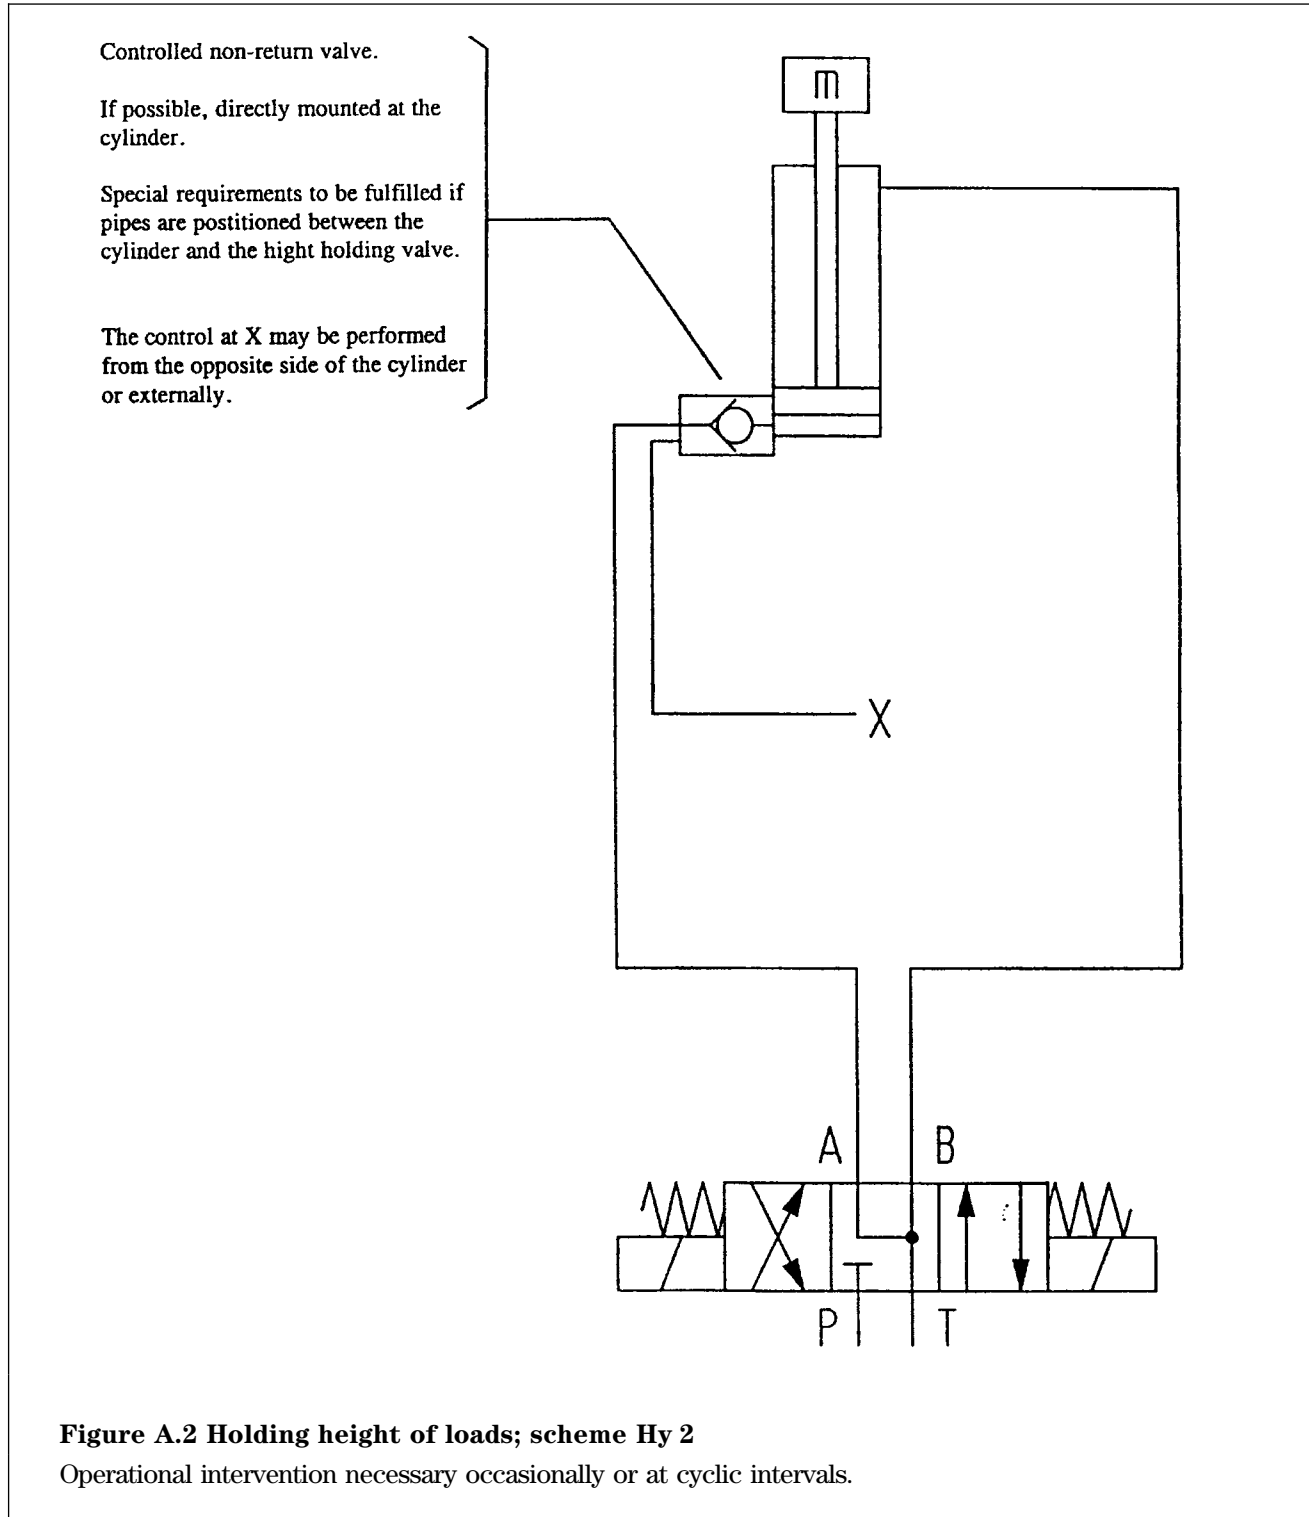 Controlled non-return valve.
If possible, directly mounted at the
cylinder.
Special requirements to be fulfilled if
pipes are postitioned between the
cylinder and the hight holding valve.
The control at X may be performed
from the opposite side of the cylinder
or externally.
m
X
A
B
P
T
Figure A.2 Holding height of loads; scheme Hy 2
Operational intervention necessary occasionally or at cyclic intervals.